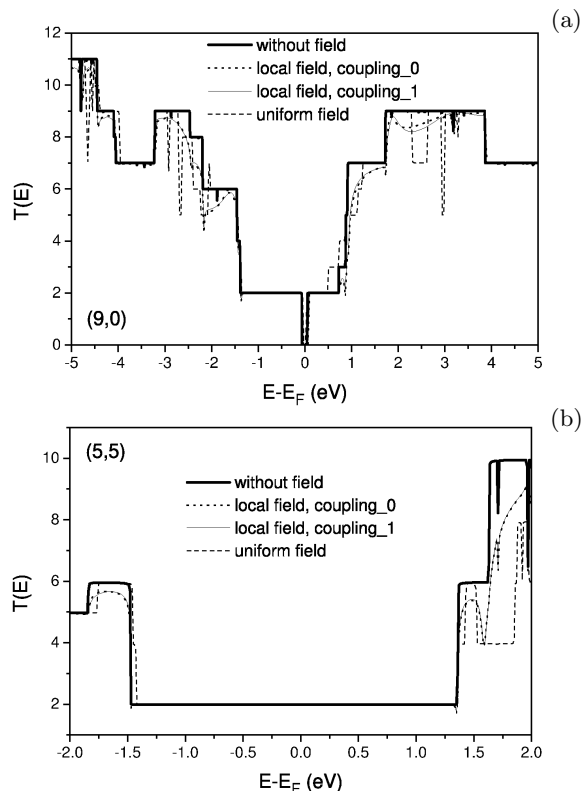 (a)
12
10
8
6
4
2
0
T(E)
without field
local field, coupling_0
local field, coupling_1
uniform field
(9,0)
-5 -4 -3 -2 -1 0 1 2 3 4 5
E-E_F (eV)
(b)
10
8
6
4
2
T(E)
(5,5)
without field
local field, coupling_0
local field, coupling_1
uniform field
-2.0 -1.5 -1.0 -0.5 0.0 0.5 1.0 1.5 2.0
E-E_F (eV)